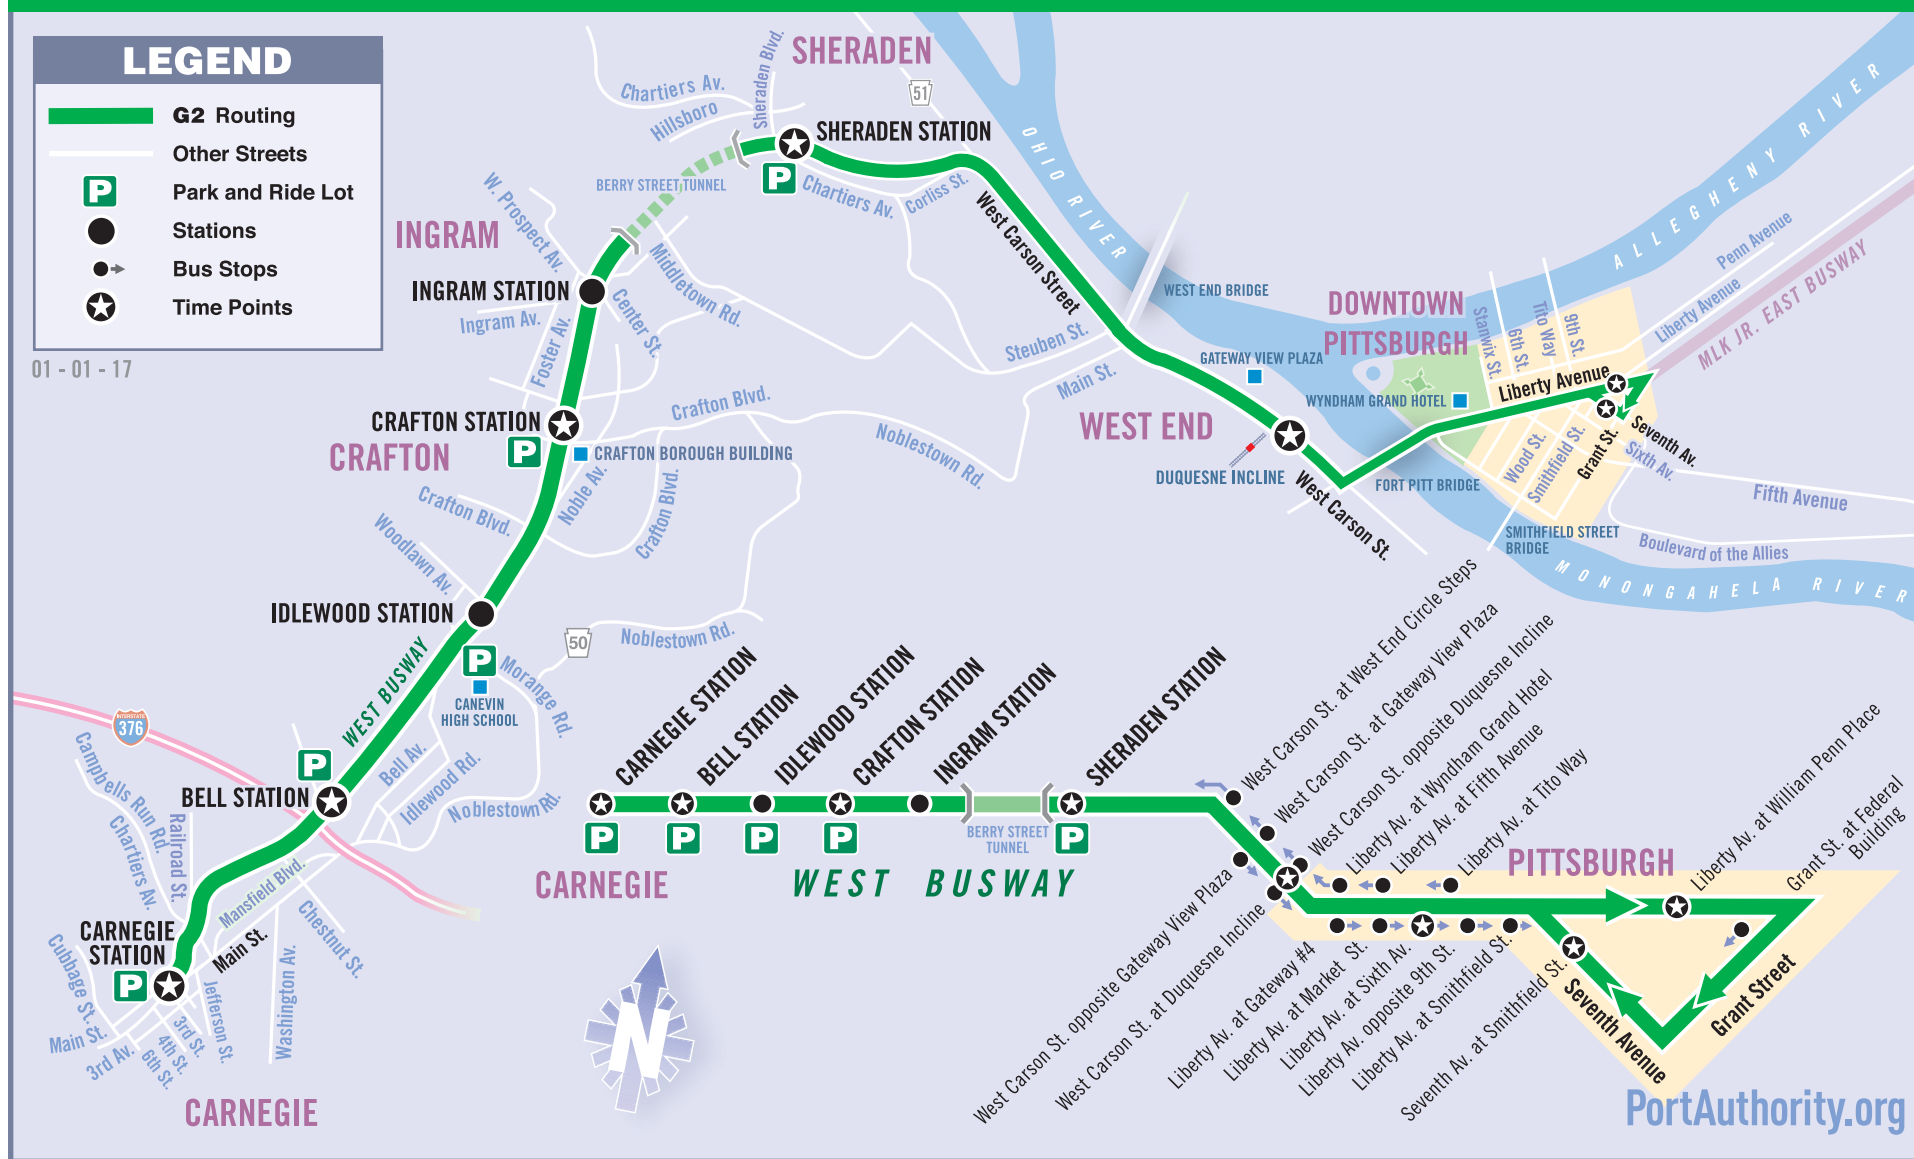 LEGEND
G2 Routing
Other Streets
P
Park and Ride Lot
Stations
Bus Stops
Time Points
01 - 01 - 17
SHERADEN
51
Chartiers Av.
Hillsboro
Sheraden Blvd.
SHERADEN STATION
P
BERRY STREET TUNNEL
Chartiers Av.
Corliss St.
West Carson Street
OHIO RIVER
ALLEGHENY RIVER
W. Prospect Av.
INGRAM
INGRAM STATION
Ingram Av.
Foster Av.
Center St.
Middletown Rd.
Steuben St.
Main St.
WEST END BRIDGE
GATEWAY VIEW PLAZA
DOWNTOWN
PITTSBURGH
WYNDHAM GRAND HOTEL
Stanwix St.
6th St.
Tito Way
9th St.
Penn Avenue
Liberty Avenue
MLK JR. EAST BUSWAY
Liberty Avenue
Seventh Av.
Sixth Av.
Grant St.
Smithfield St.
Wood St.
Fifth Avenue
Boulevard of the Allies
SMITHFIELD STREET
BRIDGE
MONONGAHELA RIVER
FORT PITT BRIDGE
WEST END
DUQUESNE INCLINE
West Carson St.
CRAFTON STATION
P
CRAFTON
CRAFTON BOROUGH BUILDING
Crafton Blvd.
Noblestown Rd.
Noble Av.
Crafton Blvd.
Crafton Blvd.
Woodlawn Av.
IDLEWOOD STATION
P
CANEVIN
HIGH SCHOOL
50
Noblestown Rd.
Morange Rd.
WEST BUSWAY
INTERSTATE
376
P
BELL STATION
Bell Av.
Idlewood Rd.
Noblestown Rd.
Campbells Run Rd.
Chartiers Av.
Railroad St.
Mansfield Blvd.
Chestnut St.
CARNEGIE
STATION
P
Main St.
Cubbage St.
Main St.
3rd Av.
6th St.
4th St.
3rd St.
Jefferson St.
Washington Av.
CARNEGIE
N
CARNEGIE STATION
BELL STATION
IDLEWOOD STATION
CRAFTON STATION
INGRAM STATION
SHERADEN STATION
P
P
P
P
P
BERRY STREET
TUNNEL
CARNEGIE
WEST BUSWAY
West Carson St. at West End Circle Steps
West Carson St. at Gateway View Plaza
West Carson St. opposite Duquesne Incline
Liberty Av. at Wyndham Grand Hotel
Liberty Av. at Fifth Avenue
Liberty Av. at Tito Way
PITTSBURGH
Liberty Av. at William Penn Place
Grant St. at Federal
Building
West Carson St. opposite Gateway View Plaza
West Carson St. at Duquesne Incline
Liberty Av. at Gateway #4
Liberty Av. at Market St.
Liberty Av. at Sixth Av.
Liberty Av. opposite 9th St.
Liberty Av. at Smithfield St.
Seventh Av. at Smithfield St.
Seventh Avenue
Grant Street
PortAuthority.org